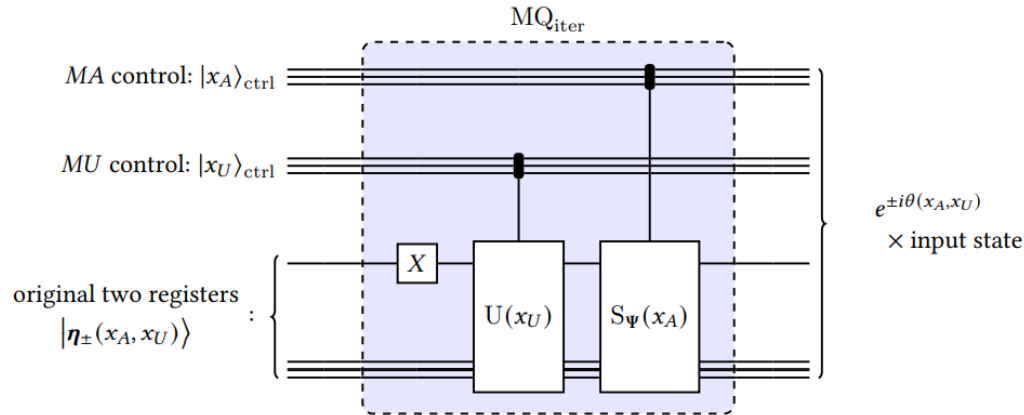 MQ_iter
MA control: |x_A⟩_ctrl
MU control: |x_U⟩_ctrl
X
U(x_U)
S_Ψ(x_A)
original two registers :
|η_±(x_A, x_U)⟩
e^{±iθ(x_A,x_U)}
× input state